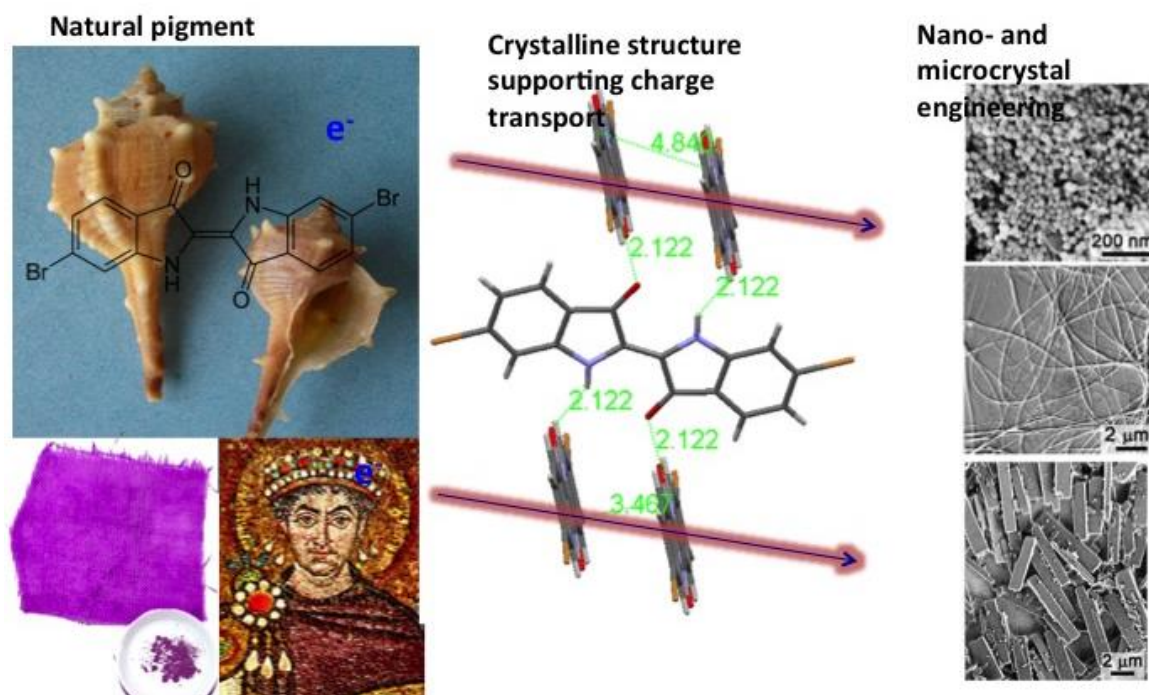 Natural pigment
e-
O
H
N
Br
Br
N
H
O
e-
Crystalline structure
supporting charge
transport
4.840
2.122
2.122
2.122
2.122
3.467
Nano- and
microcrystal
engineering
200 nm
2 μm
2 μm